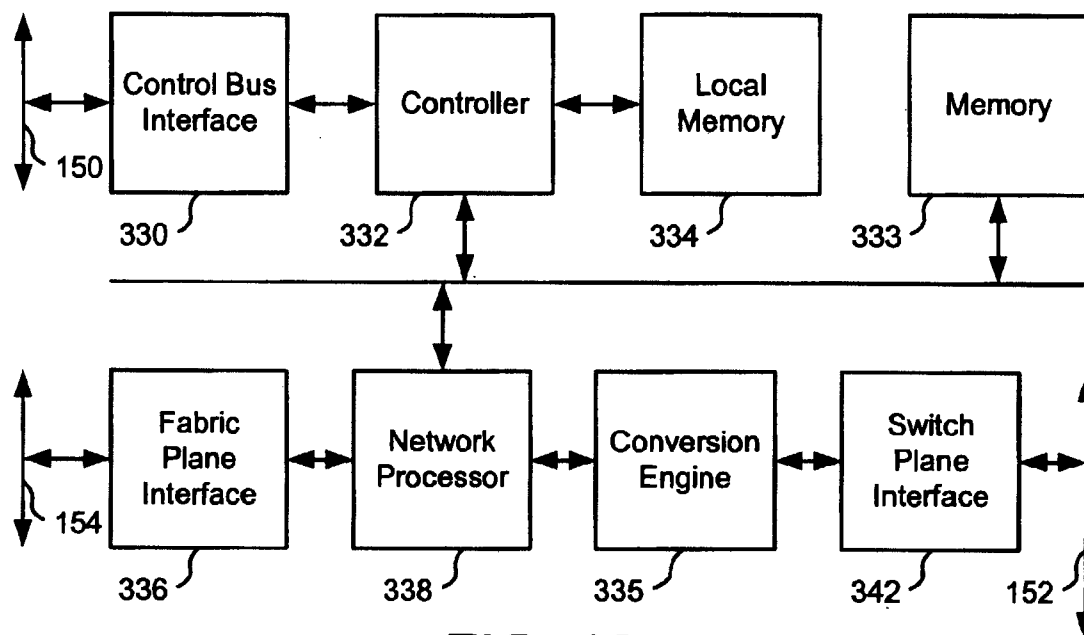 Control Bus
Interface
Controller
Local
Memory
Memory
150
330
332
334
333
Fabric
Plane
Interface
Network
Processor
Conversion
Engine
Switch
Plane
Interface
154
336
338
335
342
152